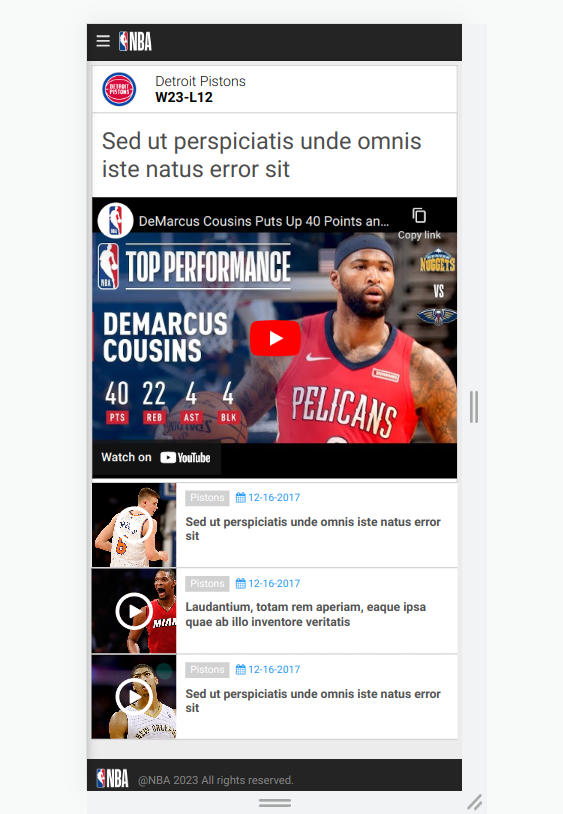 NBA
DETROIT
PISTONS
Detroit Pistons
W23-L12
Sed ut perspiciatis unde omnis
iste natus error sit
DeMarcus Cousins Puts Up 40 Points an...
Copy link
NBA
TOP PERFORMANCE
NUGGETS
VS
DEMARCUS
COUSINS
40 22 4 4
PTS REB AST BLK
PELICANS
Watch on YouTube
Pistons 12-16-2017
Sed ut perspiciatis unde omnis iste natus error
sit
6
Pistons 12-16-2017
Laudantium, totam rem aperiam, eaque ipsa
quae ab illo inventore veritatis
MIAM
Pistons 12-16-2017
Sed ut perspiciatis unde omnis iste natus error
sit
NEW ORLEA
NBA @NBA 2023 All rights reserved.